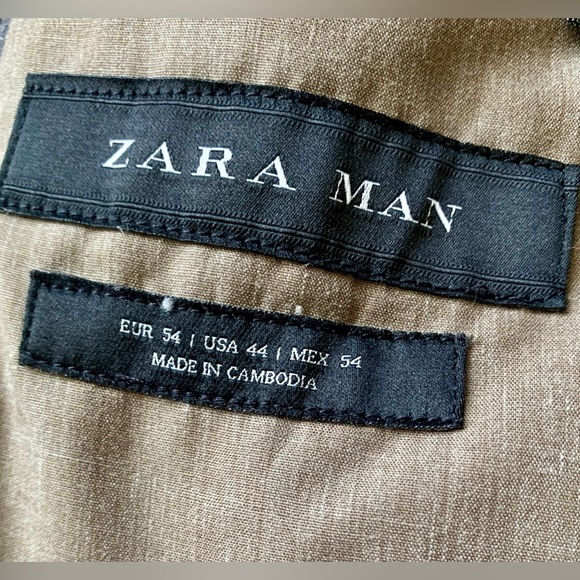 ZARA MAN
EUR 54 | USA 44 | MEX 54
MADE IN CAMBODIA